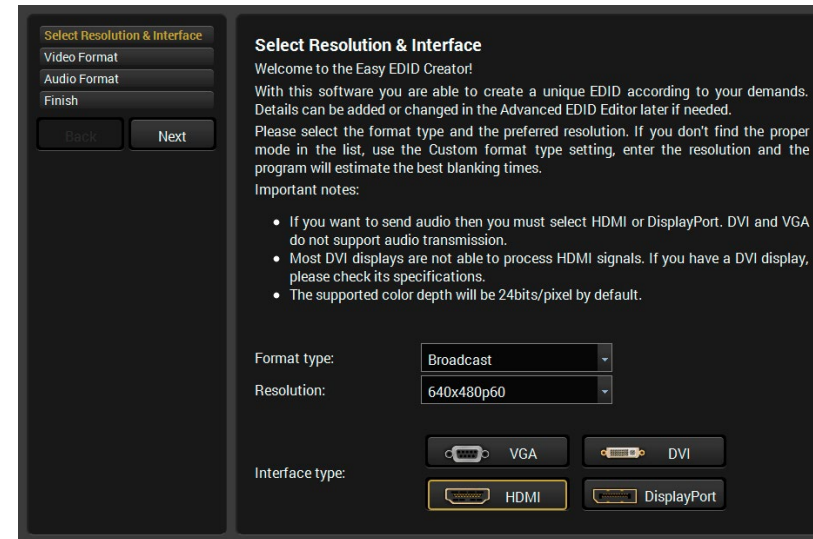 Select Resolution & Interface
Video Format
Audio Format
Finish
Back
Next
Select Resolution & Interface
Welcome to the Easy EDID Creator!
With this software you are able to create a unique EDID according to your demands.
Details can be added or changed in the Advanced EDID Editor later if needed.
Please select the format type and the preferred resolution. If you don't find the proper
mode in the list, use the Custom format type setting, enter the resolution and the
program will estimate the best blanking times.
Important notes:
● If you want to send audio then you must select HDMI or DisplayPort. DVI and VGA
do not support audio transmission.
● Most DVI displays are not able to process HDMI signals. If you have a DVI display,
please check its specifications.
● The supported color depth will be 24bits/pixel by default.
Format type:
Broadcast
Resolution:
640x480p60
Interface type:
VGA
DVI
HDMI
DisplayPort